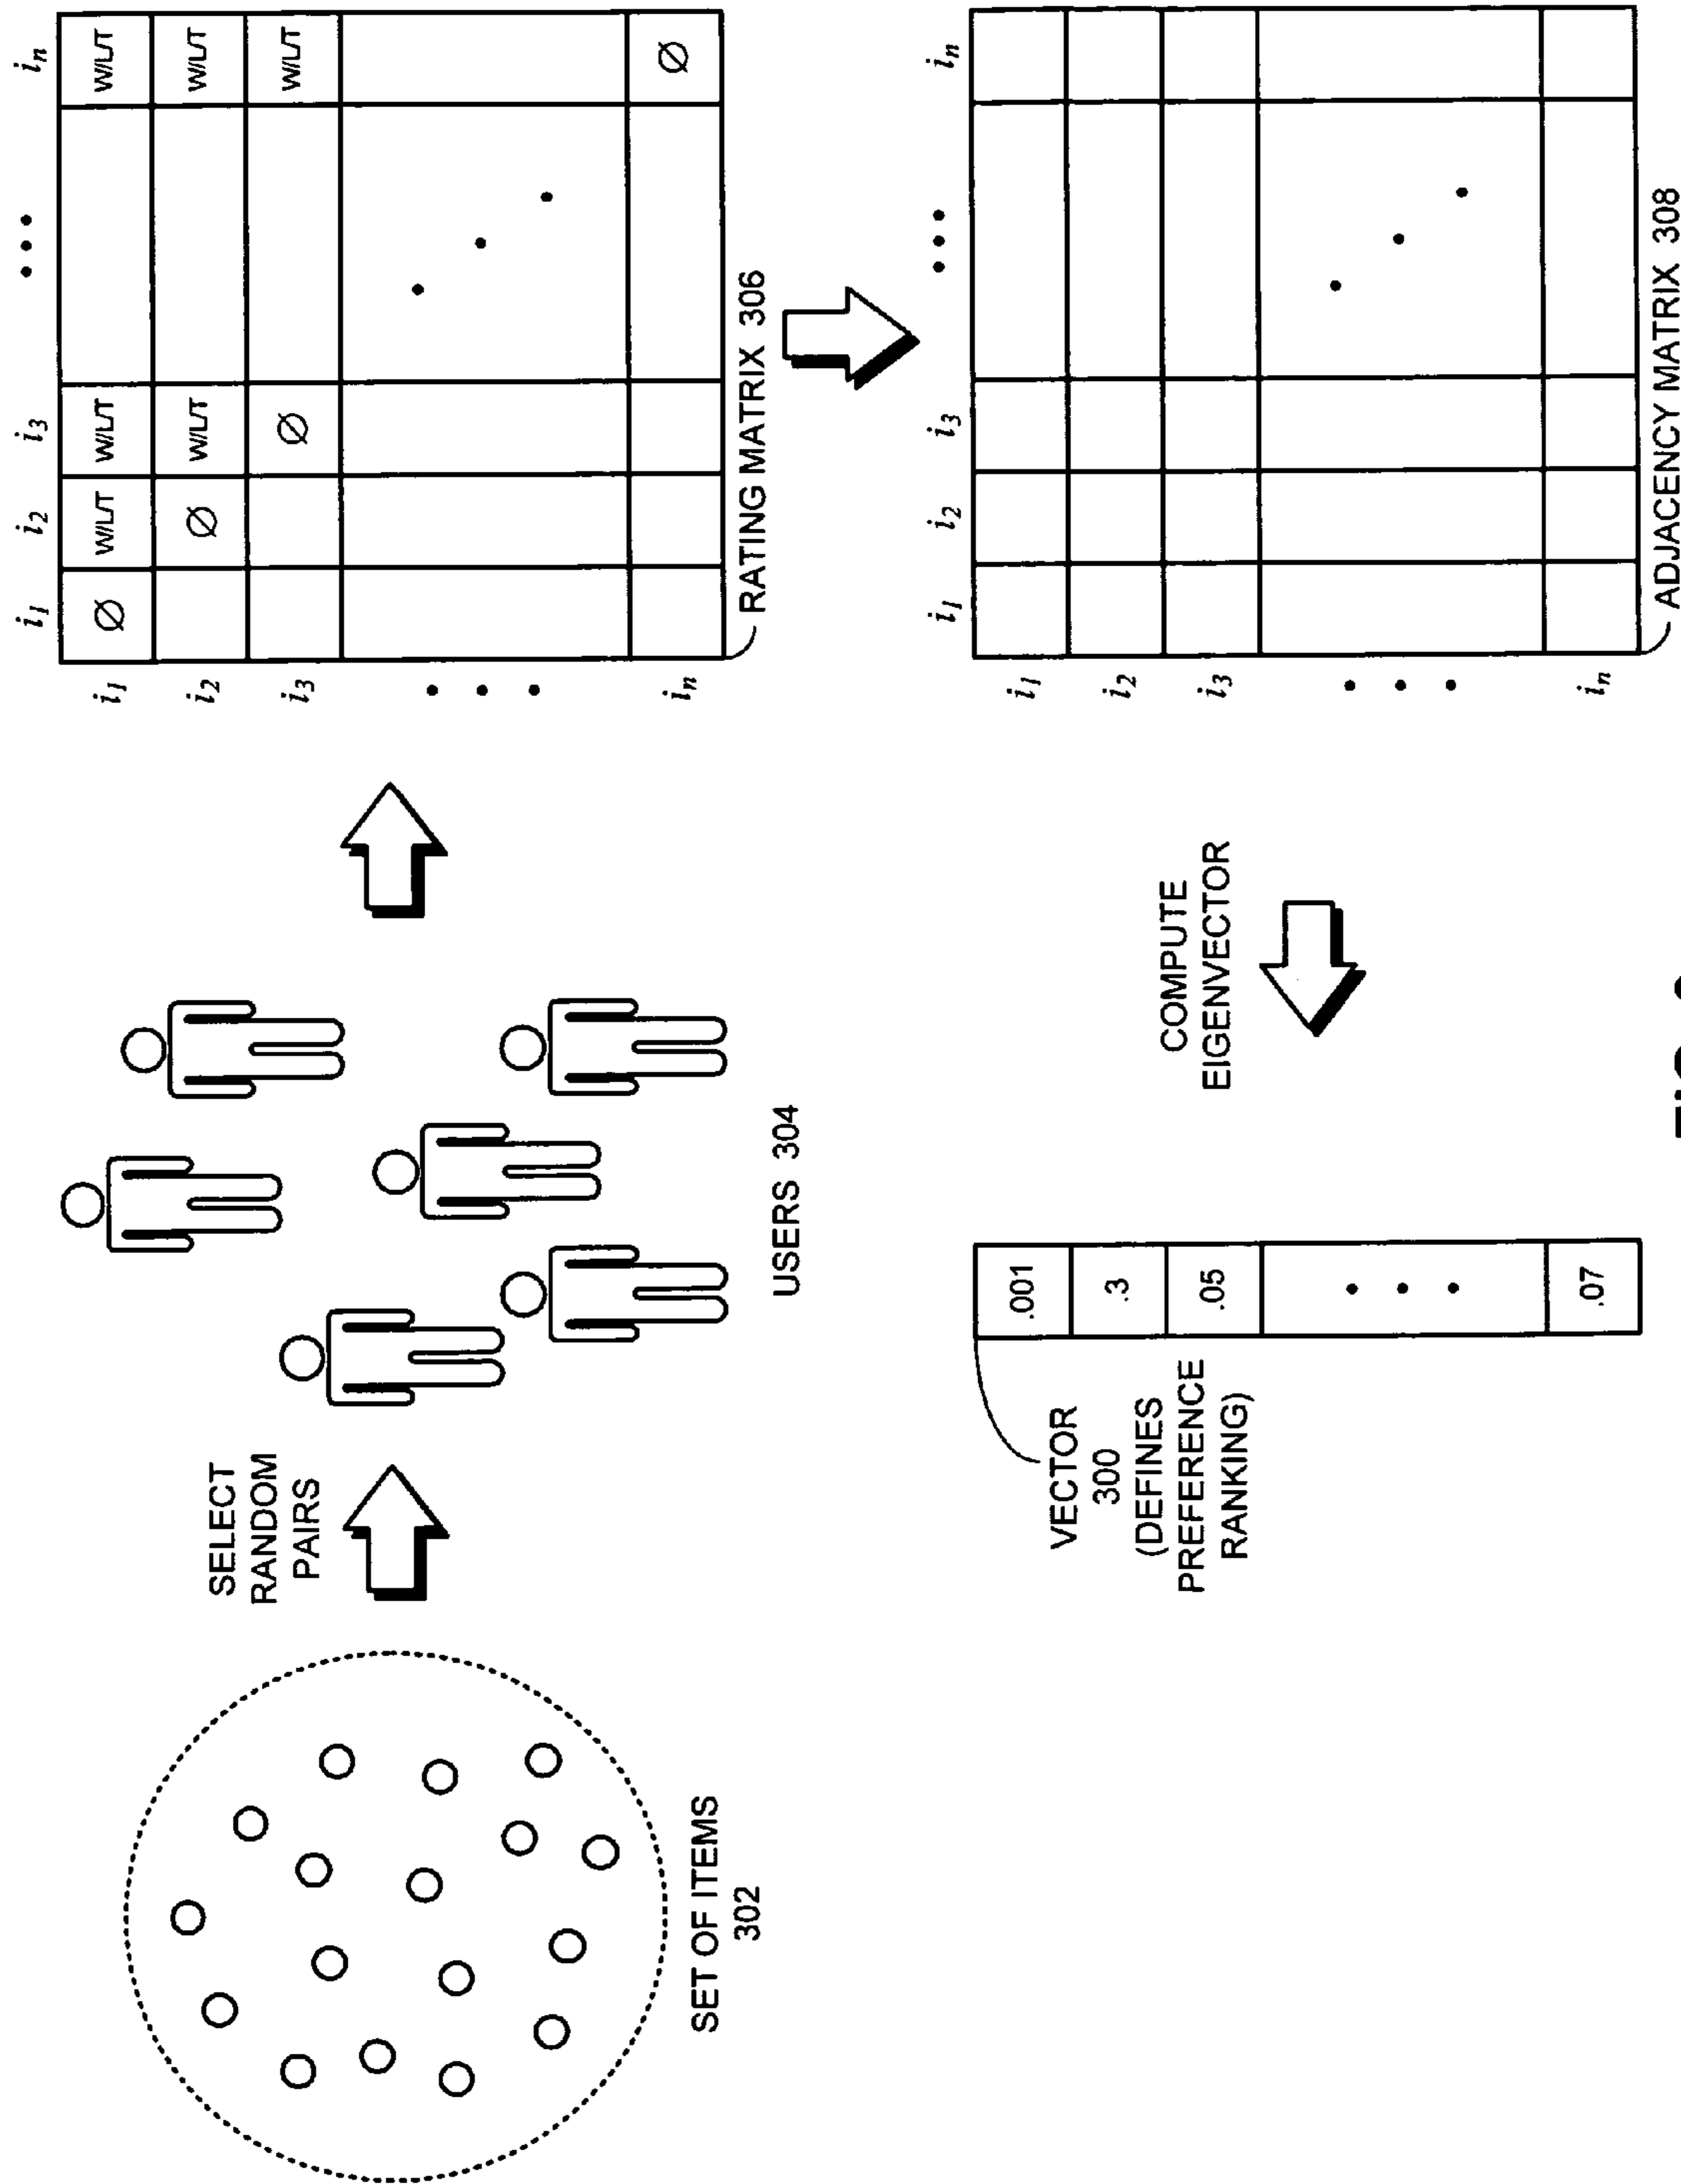 SELECT
RANDOM
PAIRS
SET OF ITEMS
302
USERS 304
i1 i2 i3 ••• in
i1 Ø W/L/T W/L/T W/L/T
i2 Ø W/L/T W/L/T
i3 Ø W/L/T
in Ø
RATING MATRIX 306
i1 i2 i3 ••• in
i1
i2
i3
in
ADJACENCY MATRIX 308
COMPUTE
EIGENVECTOR
VECTOR
300
(DEFINES
PREFERENCE
RANKING)
.001
.3
.05
.07